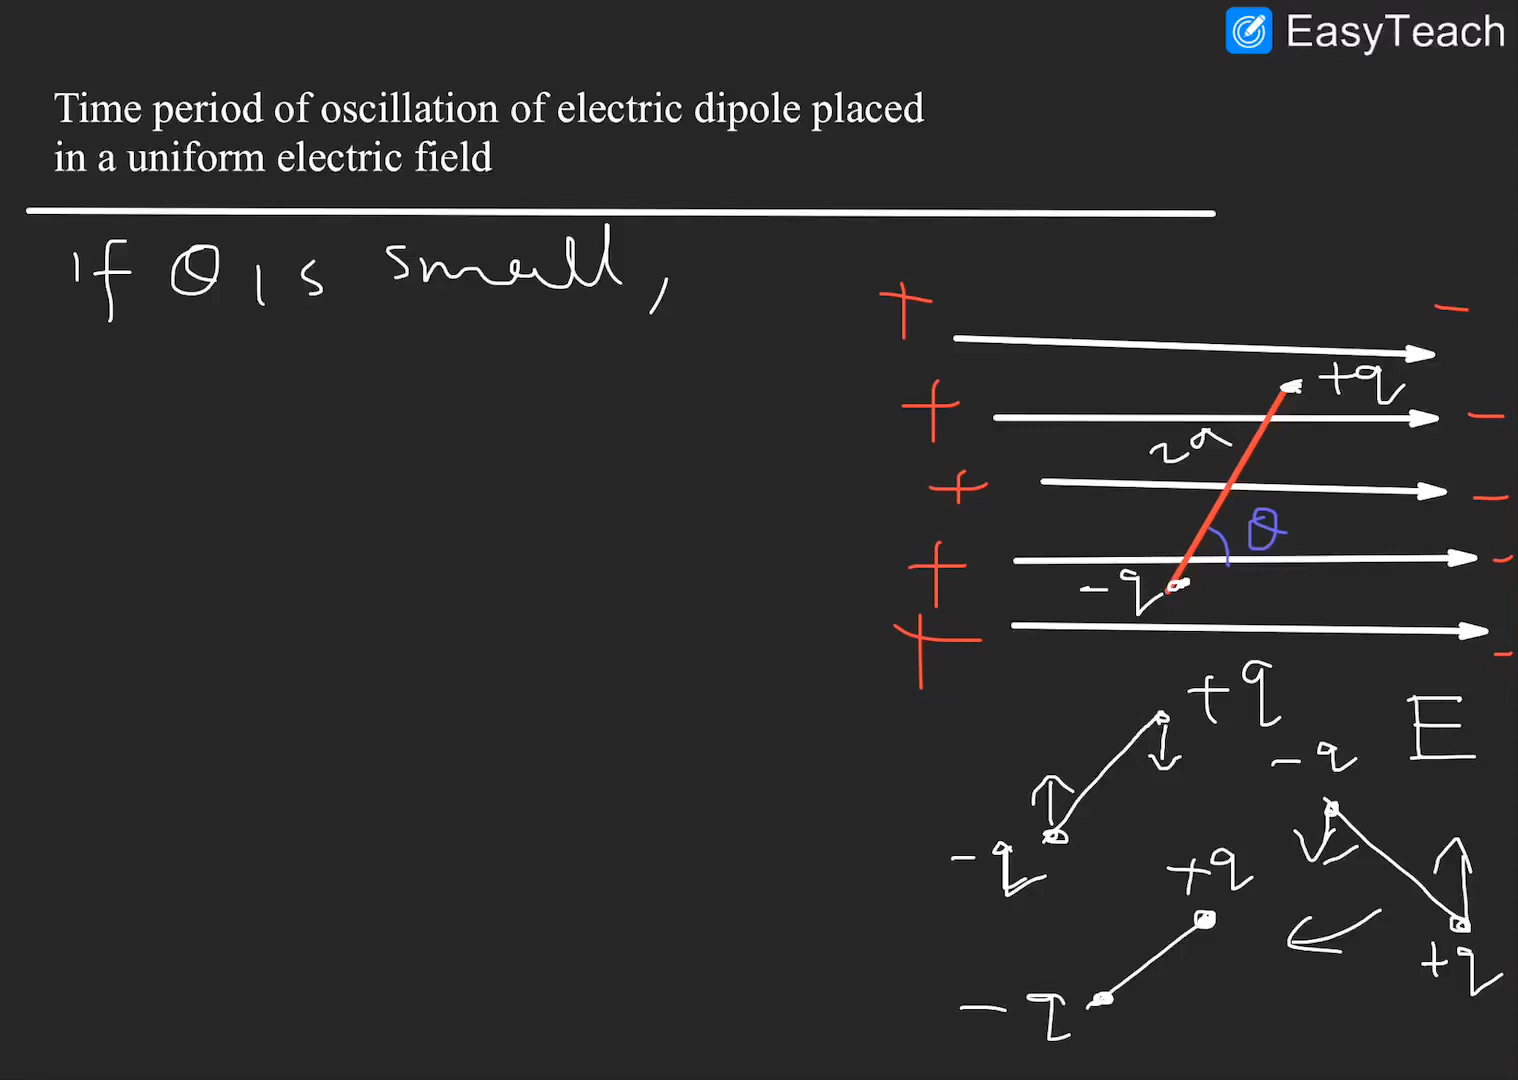 EasyTeach
Time period of oscillation of electric dipole placed
in a uniform electric field
If θ is small,
+ -
+q
+ -
2a
+ -
θ
+ -
-q
+ -
+q
E
-q
-q
+q
+q
-q